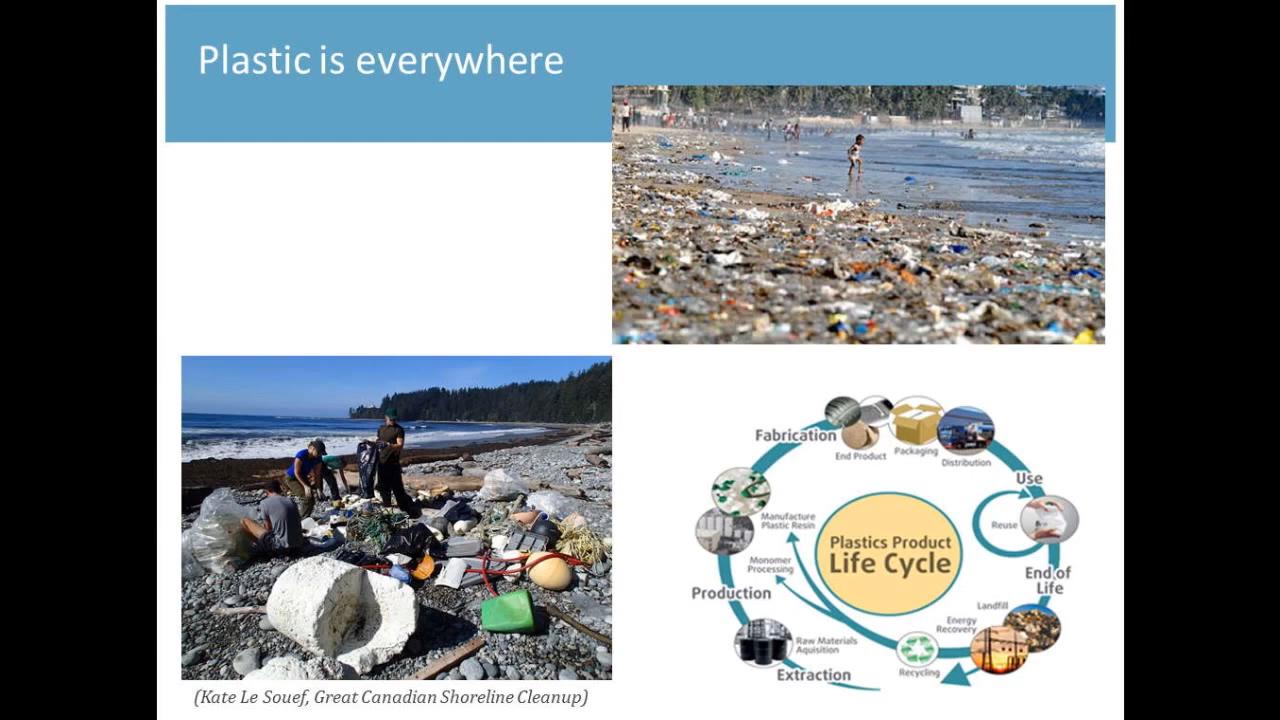 Plastic is everywhere
Fabrication
End Product
Packaging
Distribution
Use
Reuse
Manufacture
Plastic Resin
Plastics Product
Life Cycle
Monomer
Processing
End of
Life
Production
Landfill
Energy
Recovery
Raw Materials
Aquisition
Recycling
Extraction
(Kate Le Souef, Great Canadian Shoreline Cleanup)